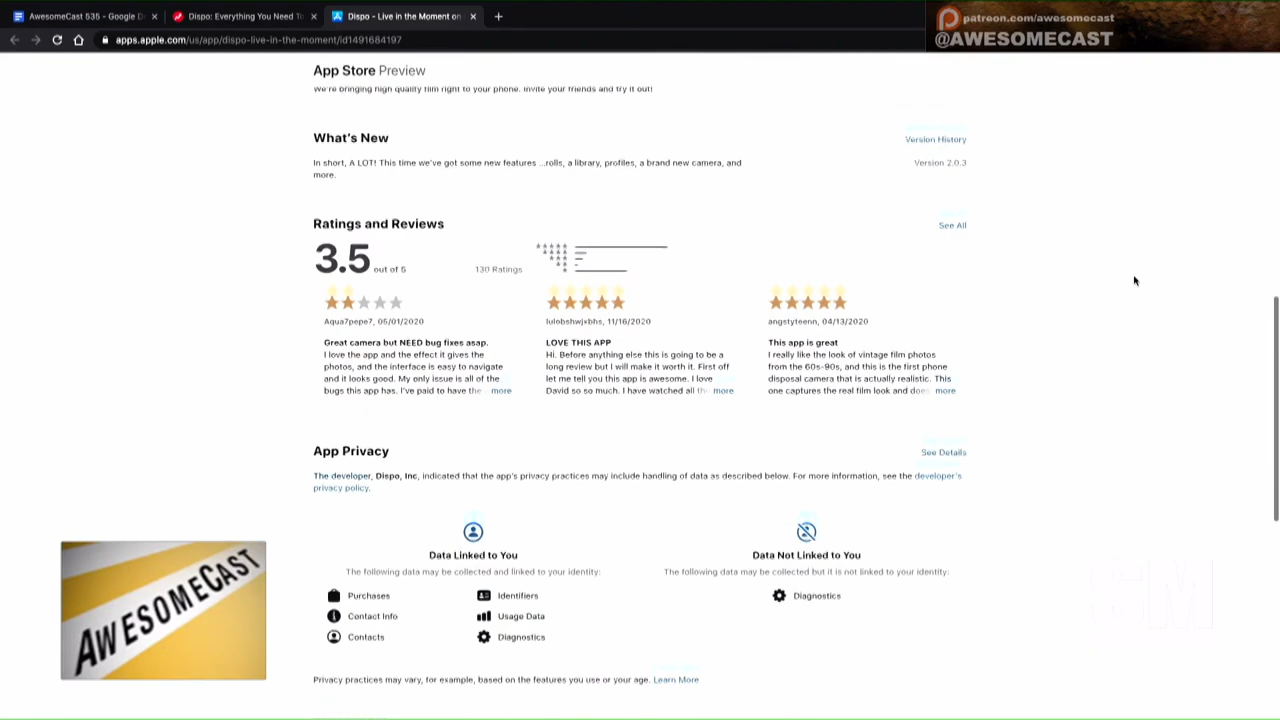 AwesomeCast 535 - Google D
Dispo: Everything You Need To
Dispo - Live in the Moment on
patreon.com/awesomecast
@AWESOMECAST
apps.apple.com/us/app/dispo-live-in-the-moment/id1491684197
App Store Preview
We're bringing high quality film right to your phone. Invite your friends and try it out!
What's New
Version History
In short, A LOT! This time we've got some new features ...rolls, a library, profiles, a brand new camera, and
more.
Version 2.0.3
Ratings and Reviews
See All
3.5 out of 5
130 Ratings
Aqua7pepe7, 05/01/2020
Great camera but NEED bug fixes asap.
I love the app and the effect it gives the
photos, and the interface is easy to navigate
and it looks good. My only issue is all of the
bugs this app has. I've paid to have the more
lulobshwjxbhs, 11/16/2020
LOVE THIS APP
Hi. Before anything else this is going to be a
long review but I will make it worth it. First off
let me tell you this app is awesome. I love
David so so much. I have watched all th more
angstyteenn, 04/13/2020
This app is great
I really like the look of vintage film photos
from the 60s-90s, and this is the first phone
disposal camera that is actually realistic. This
one captures the real film look and doe more
App Privacy
See Details
The developer, Dispo, Inc, indicated that the app's privacy practices may include handling of data as described below. For more information, see the developer's
privacy policy.
Data Linked to You
The following data may be collected and linked to your identity:
Purchases
Identifiers
Contact Info
Usage Data
Contacts
Diagnostics
Data Not Linked to You
The following data may be collected but it is not linked to your identity:
Diagnostics
Privacy practices may vary, for example, based on the features you use or your age. Learn More
AWESOMECAST